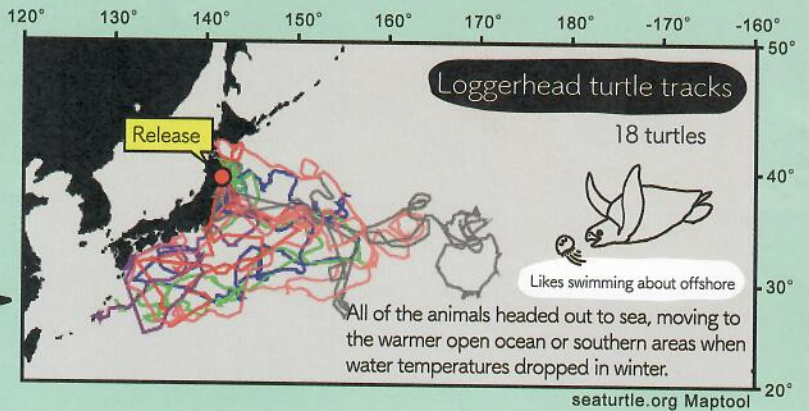 120° 130° 140° 150° 160° 170° 180° -170° -160°
50°
Loggerhead turtle tracks
18 turtles
Release
40°
Likes swimming about offshore
30°
All of the animals headed out to sea, moving to
the warmer open ocean or southern areas when
water temperatures dropped in winter.
20°
seaturtle.org Maptool